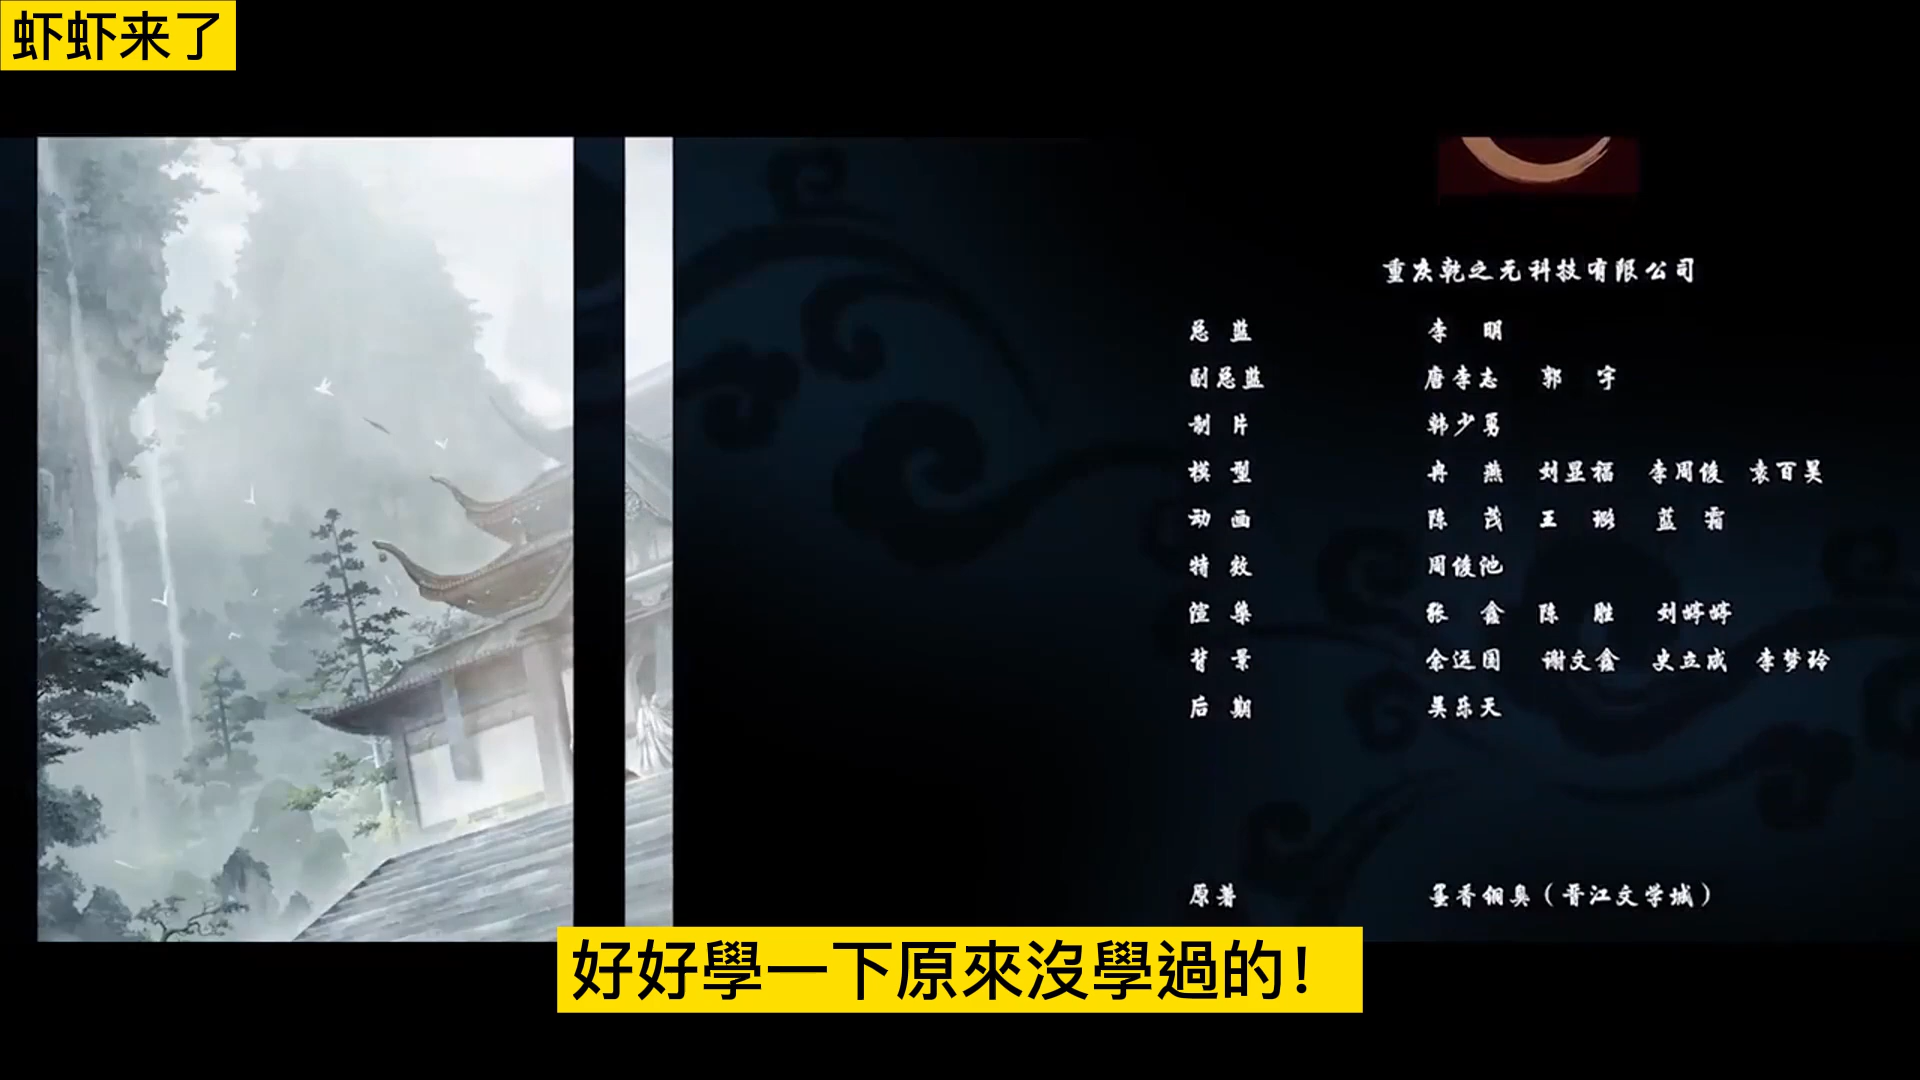 虾虾来了
重庆乾之元科技有限公司
总 监 李 明
副总监 唐李志 郭 宇
制 片 韩少勇
模 型 冉 燕 刘显福 李周俊 袁百昊
动 画 陈 茂 王 璐 蓝 霜
特 效 周俊池
渲 染 张 鑫 陈 胜 刘婷婷
背 景 余运国 谢文鑫 史立成 李梦玲
后 期 吴东天
原著 墨香铜臭（晋江文学城）
好好學一下原來沒學過的！